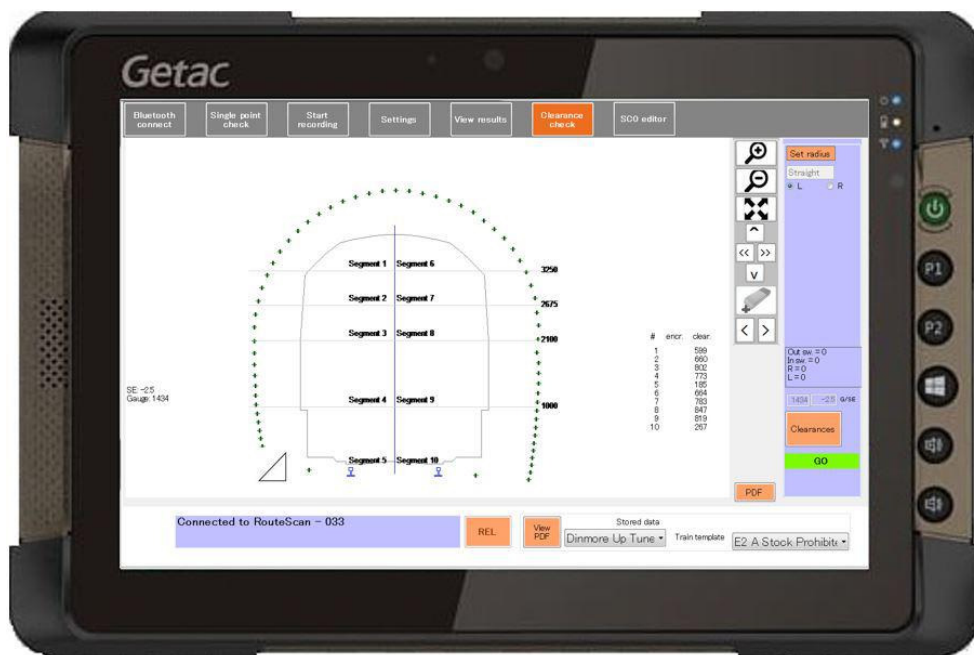 Getac
Bluetooth connect
Single point check
Start recording
Settings
View results
Clearance check
SCO editor
Set radius
Straight
L R
Segment 1 Segment 6
3250
Segment 2 Segment 7
2675
Segment 3 Segment 8
2100
Segment 4 Segment 9
1000
Segment 5 Segment 10
SE: -25
Gauge: 1434
# encr. clear.
1 599
2 660
3 802
4 773
5 185
6 664
7 783
8 847
9 819
10 267
<< >>
< >
Out sw. = 0
In sw. = 0
R = 0
L = 0
1434 -25 G/SE
Clearances
GO
PDF
Connected to RouteScan - 033
REL
View PDF
Stored data
Dinmore Up Tune
Train template
E2 A Stock Prohibite
P1
P2